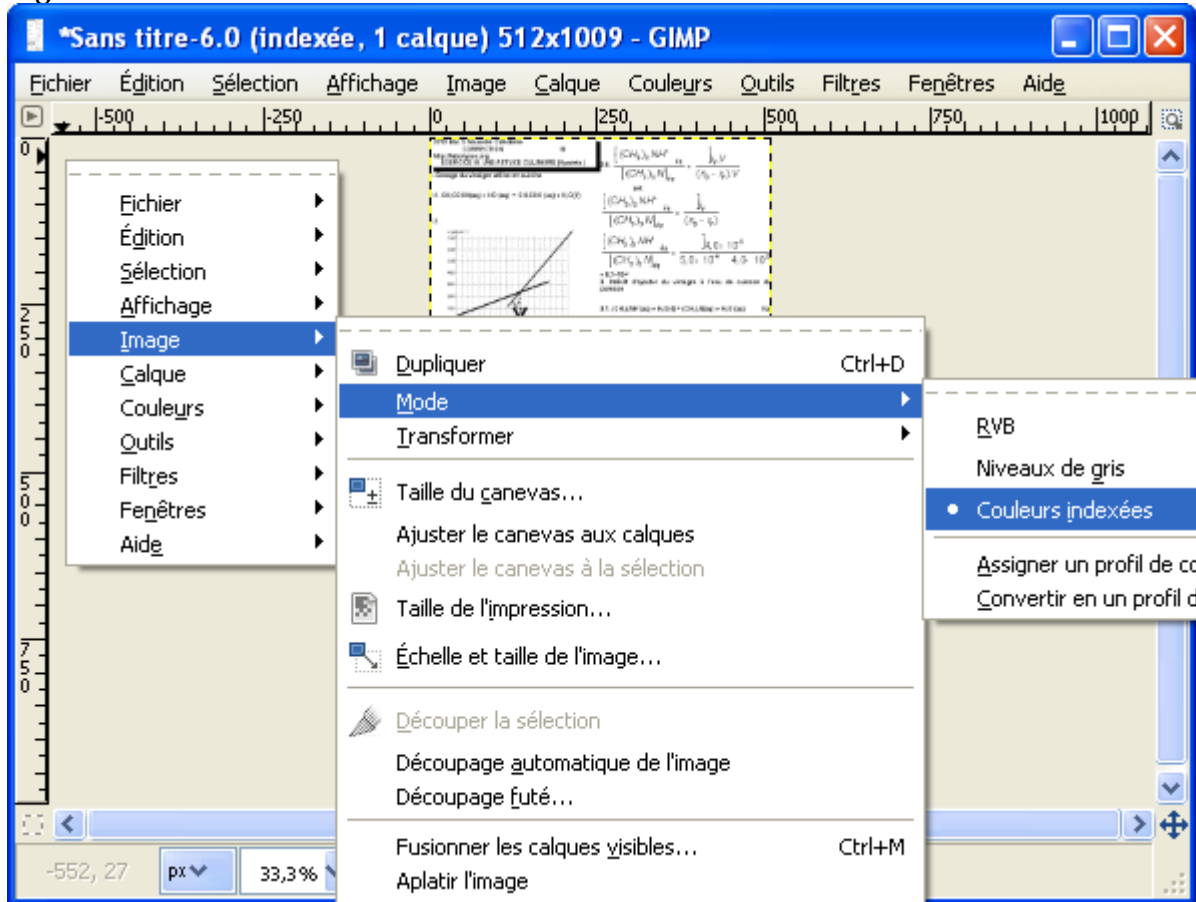 *Sans titre-6.0 (indexée, 1 calque) 512x1009 - GIMP
Fichier Édition Sélection Affichage Image Calque Couleurs Outils Filtres Fenêtres Aide
-500 -250 0 250 500 750 1000
0
250
500
750
Fichier
Édition
Sélection
Affichage
Image
Calque
Couleurs
Outils
Filtres
Fenêtres
Aide
Dupliquer Ctrl+D
Mode
Transformer
Taille du canevas...
Ajuster le canevas aux calques
Ajuster le canevas à la sélection
Taille de l'impression...
Échelle et taille de l'image...
Découper la sélection
Découpage automatique de l'image
Découpage futé...
Fusionner les calques visibles... Ctrl+M
Aplatir l'image
RVB
Niveaux de gris
Couleurs indexées
Assigner un profil de co
Convertir en un profil d
-552, 27 px 33,3%